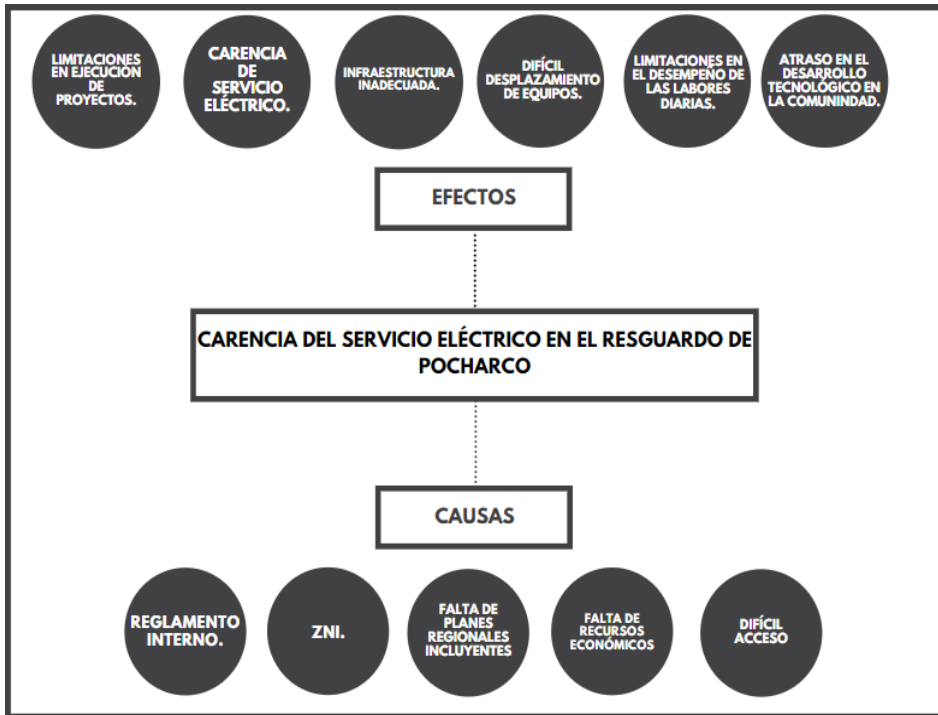 LIMITACIONES
EN EJECUCIÓN
DE
PROYECTOS.
CARENCIA
DE
SERVICIO
ELÉCTRICO.
INFRAESTRUCTURA
INADECUADA.
DIFÍCIL
DESPLAZAMIENTO
DE EQUIPOS.
LIMITACIONES EN
EL DESEMPEÑO DE
LAS LABORES
DIARIAS.
ATRASO EN EL
DESARROLLO
TECNOLÓGICO EN
LA COMUNINDAD.
EFECTOS
CARENCIA DEL SERVICIO ELÉCTRICO EN EL RESGUARDO DE
POCHARCO
CAUSAS
REGLAMENTO
INTERNO.
ZNI.
FALTA DE
PLANES
REGIONALES
INCLUYENTES
FALTA DE
RECURSOS
ECONÓMICOS
DIFÍCIL
ACCESO